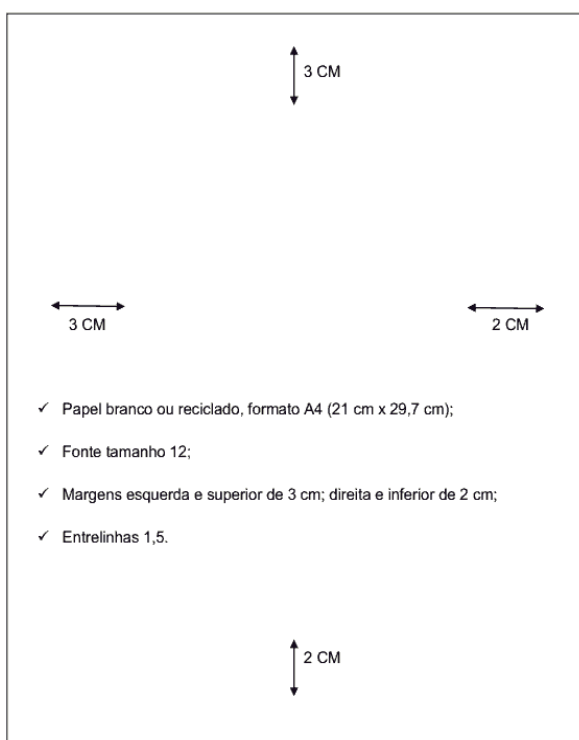 3 CM
3 CM
2 CM
✓ Papel branco ou reciclado, formato A4 (21 cm x 29,7 cm);
✓ Fonte tamanho 12;
✓ Margens esquerda e superior de 3 cm; direita e inferior de 2 cm;
✓ Entrelinhas 1,5.
2 CM